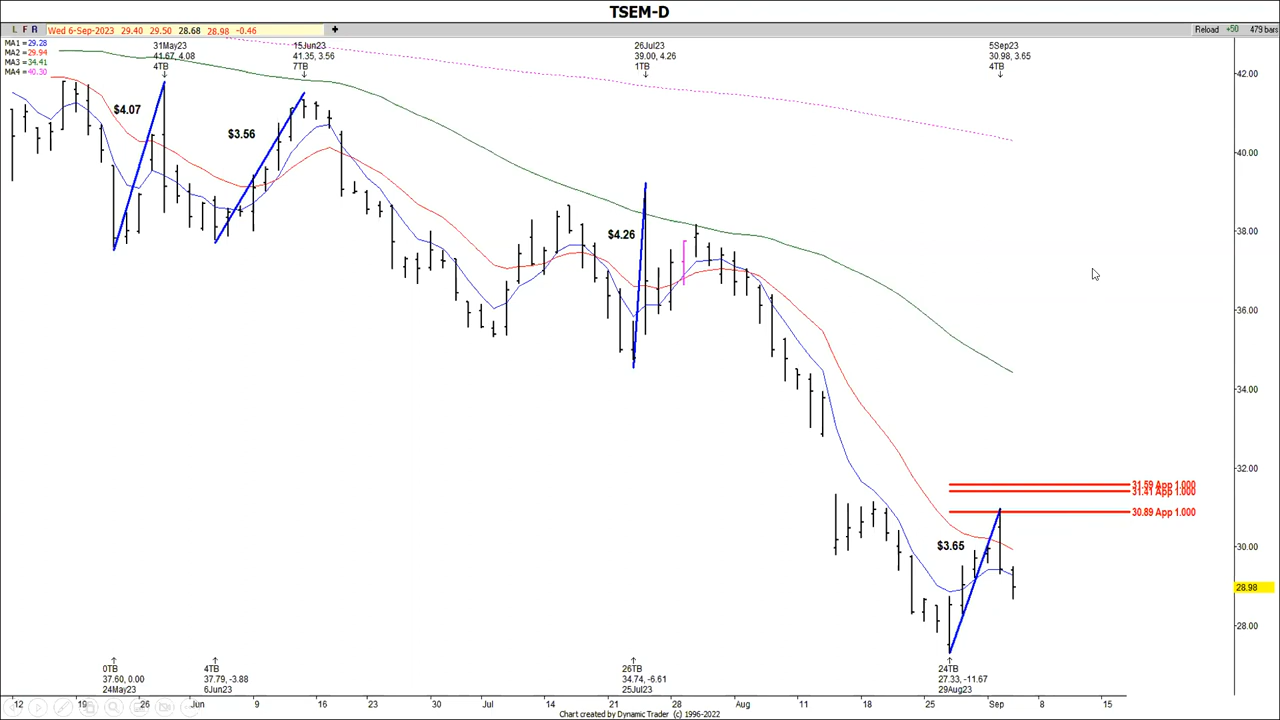 TSEM-D
L F R Wed 6-Sep-2023 29.40 29.50 28.68 28.98 -0.46 + Reload +50 479 bars
MA1 = 29.28
MA2 = 29.94
MA3 = 34.41
MA4 = 40.30
31May23 15Jun23 26Jul23 5Sep23
41.67, 4.08 41.35, 3.56 39.00, 4.26 30.98, 3.65
4TB 7TB 1TB 4TB
42.00
$4.07
$3.56
40.00
38.00
$4.26
36.00
34.00
32.00
31.59 App 1.000
31.41 App 1.000
30.89 App 1.000
$3.65
30.00
28.98
28.00
0TB 4TB 26TB 24TB
37.60, 0.00 37.79, -3.88 34.74, -6.61 27.33, -11.67
24May23 6Jun23 25Jul23 29Aug23
12 16 26 Jun 9 16 23 30 Jul 14 21 28 Aug 11 18 25 Sep 8 15
Chart created by Dynamic Trader (c) 1996-2022